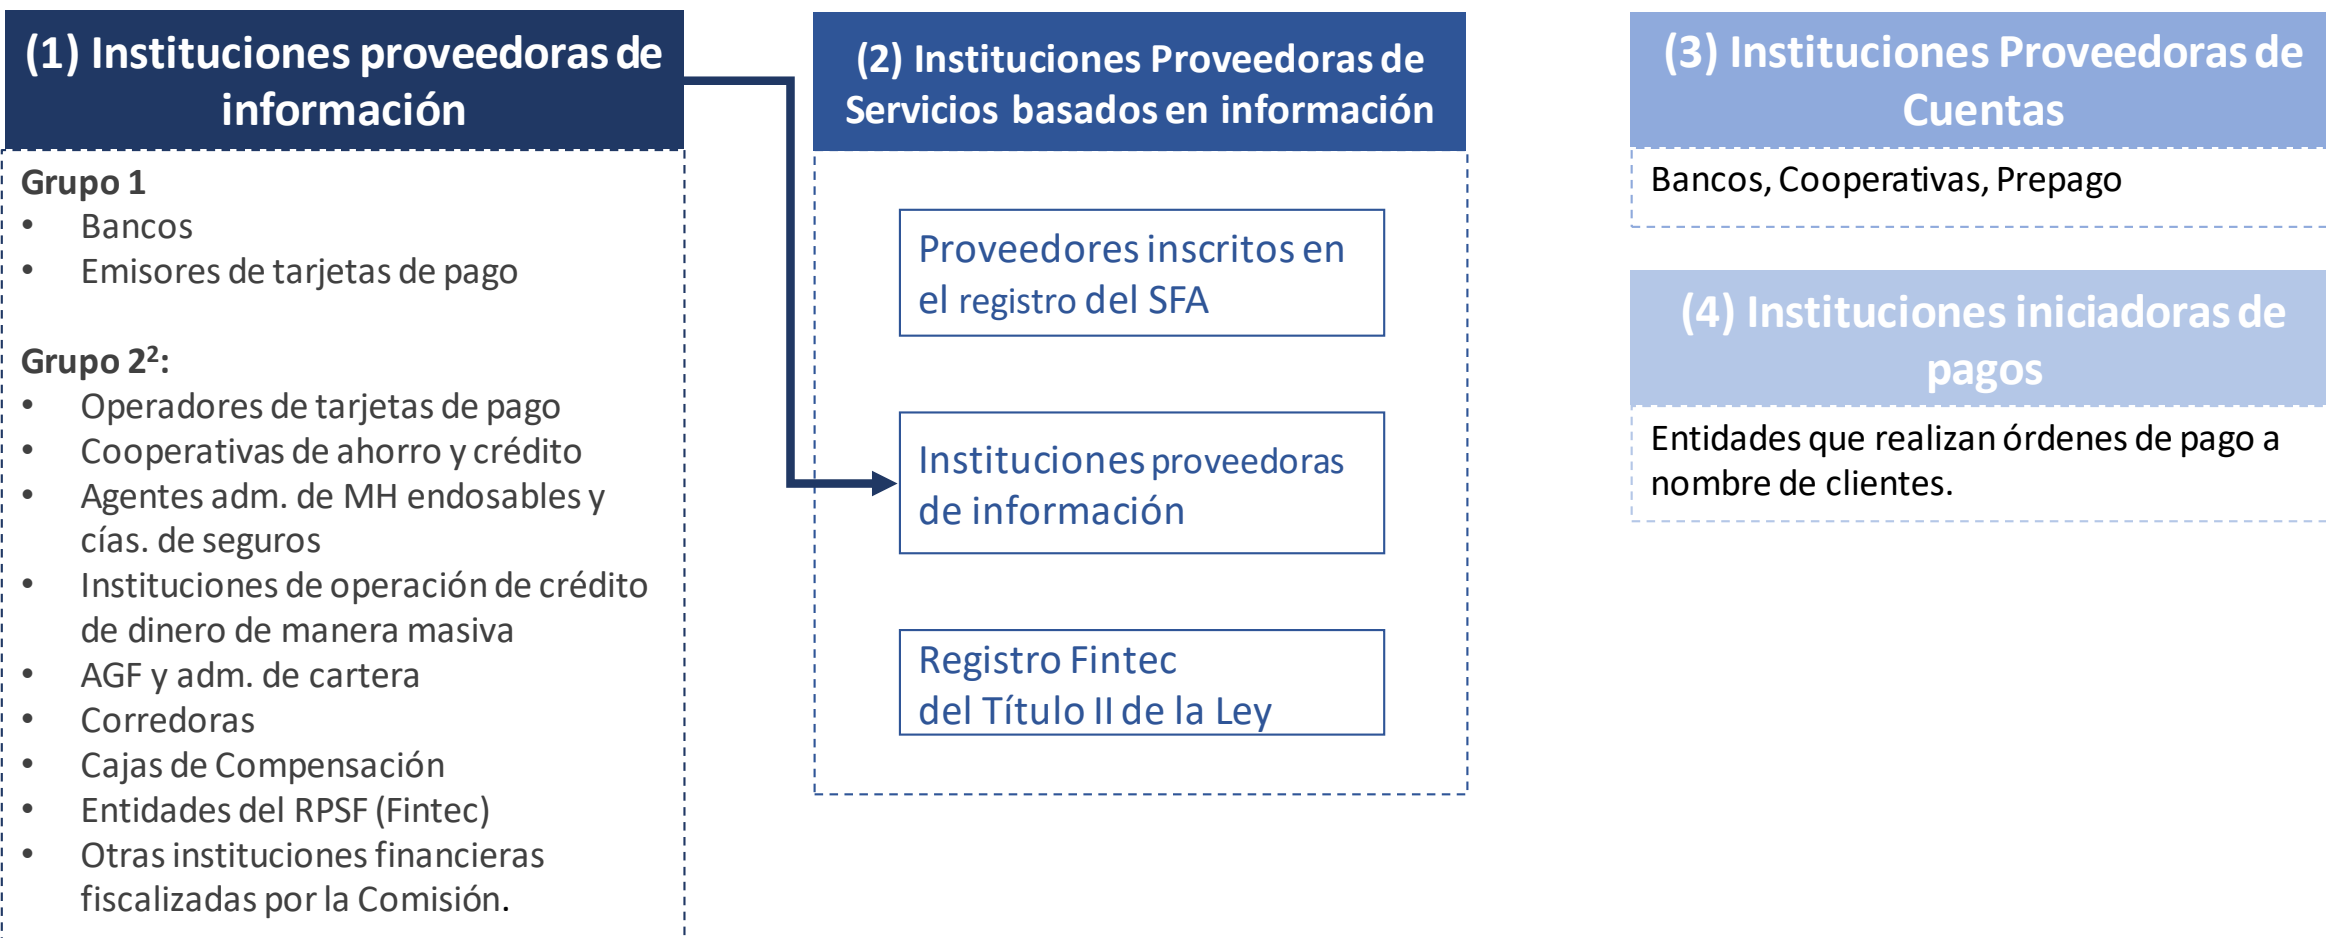 (1) Instituciones proveedoras de
información
Grupo 1
• Bancos
• Emisores de tarjetas de pago
Grupo 2²:
• Operadores de tarjetas de pago
• Cooperativas de ahorro y crédito
• Agentes adm. de MH endosables y
cías. de seguros
• Instituciones de operación de crédito
de dinero de manera masiva
• AGF y adm. de cartera
• Corredoras
• Cajas de Compensación
• Entidades del RPSF (Fintec)
• Otras instituciones financieras
fiscalizadas por la Comisión.
(2) Instituciones Proveedoras de
Servicios basados en información
Proveedores inscritos en
el registro del SFA
Instituciones proveedoras
de información
Registro Fintec
del Título II de la Ley
(3) Instituciones Proveedoras de
Cuentas
Bancos, Cooperativas, Prepago
(4) Instituciones iniciadoras de
pagos
Entidades que realizan órdenes de pago a
nombre de clientes.